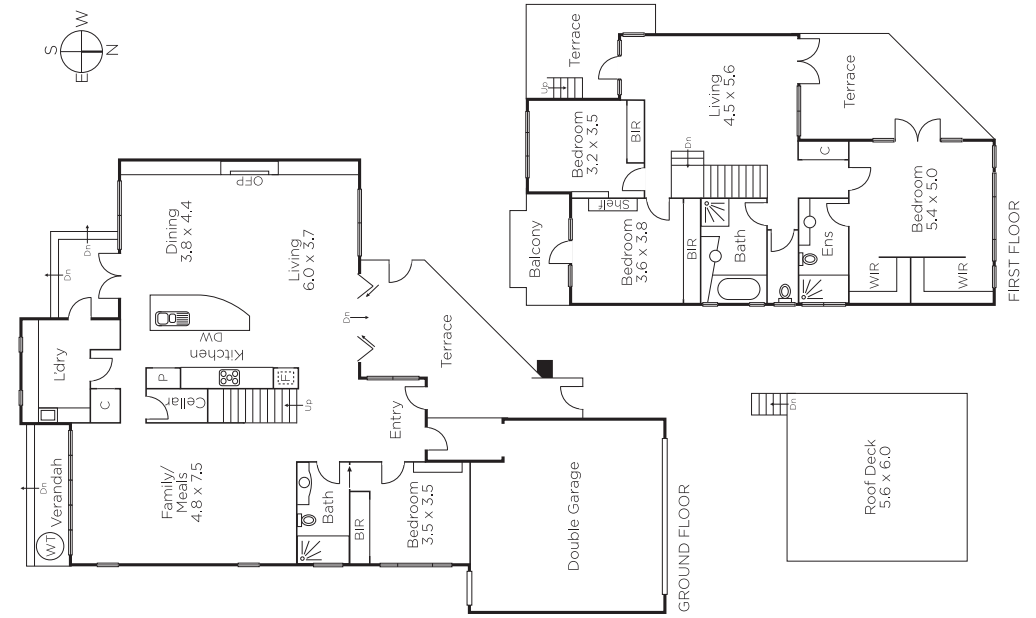 W
S
N
E
Terrace
Up
Living
4.5 x 5.6
Terrace
Bedroom
3.2 x 3.5
BIR
Dn
C
Bedroom
5.4 x 5.0
Shelf
Balcony
Bedroom
3.6 x 3.8
BIR
Bath
Ens
WIR
WIR
FIRST FLOOR
OFP
Dining
3.8 x 4.4
Living
6.0 x 3.7
Dn
Dn
Dn
DW
Kitchen
Terrace
L'dry
P
F
C
Cellar
Up
Entry
Verandah
Dn
WT
Family/
Meals
4.8 x 7.5
Bath
BIR
Bedroom
3.5 x 3.5
Double Garage
GROUND FLOOR
Dn
Roof Deck
5.6 x 6.0